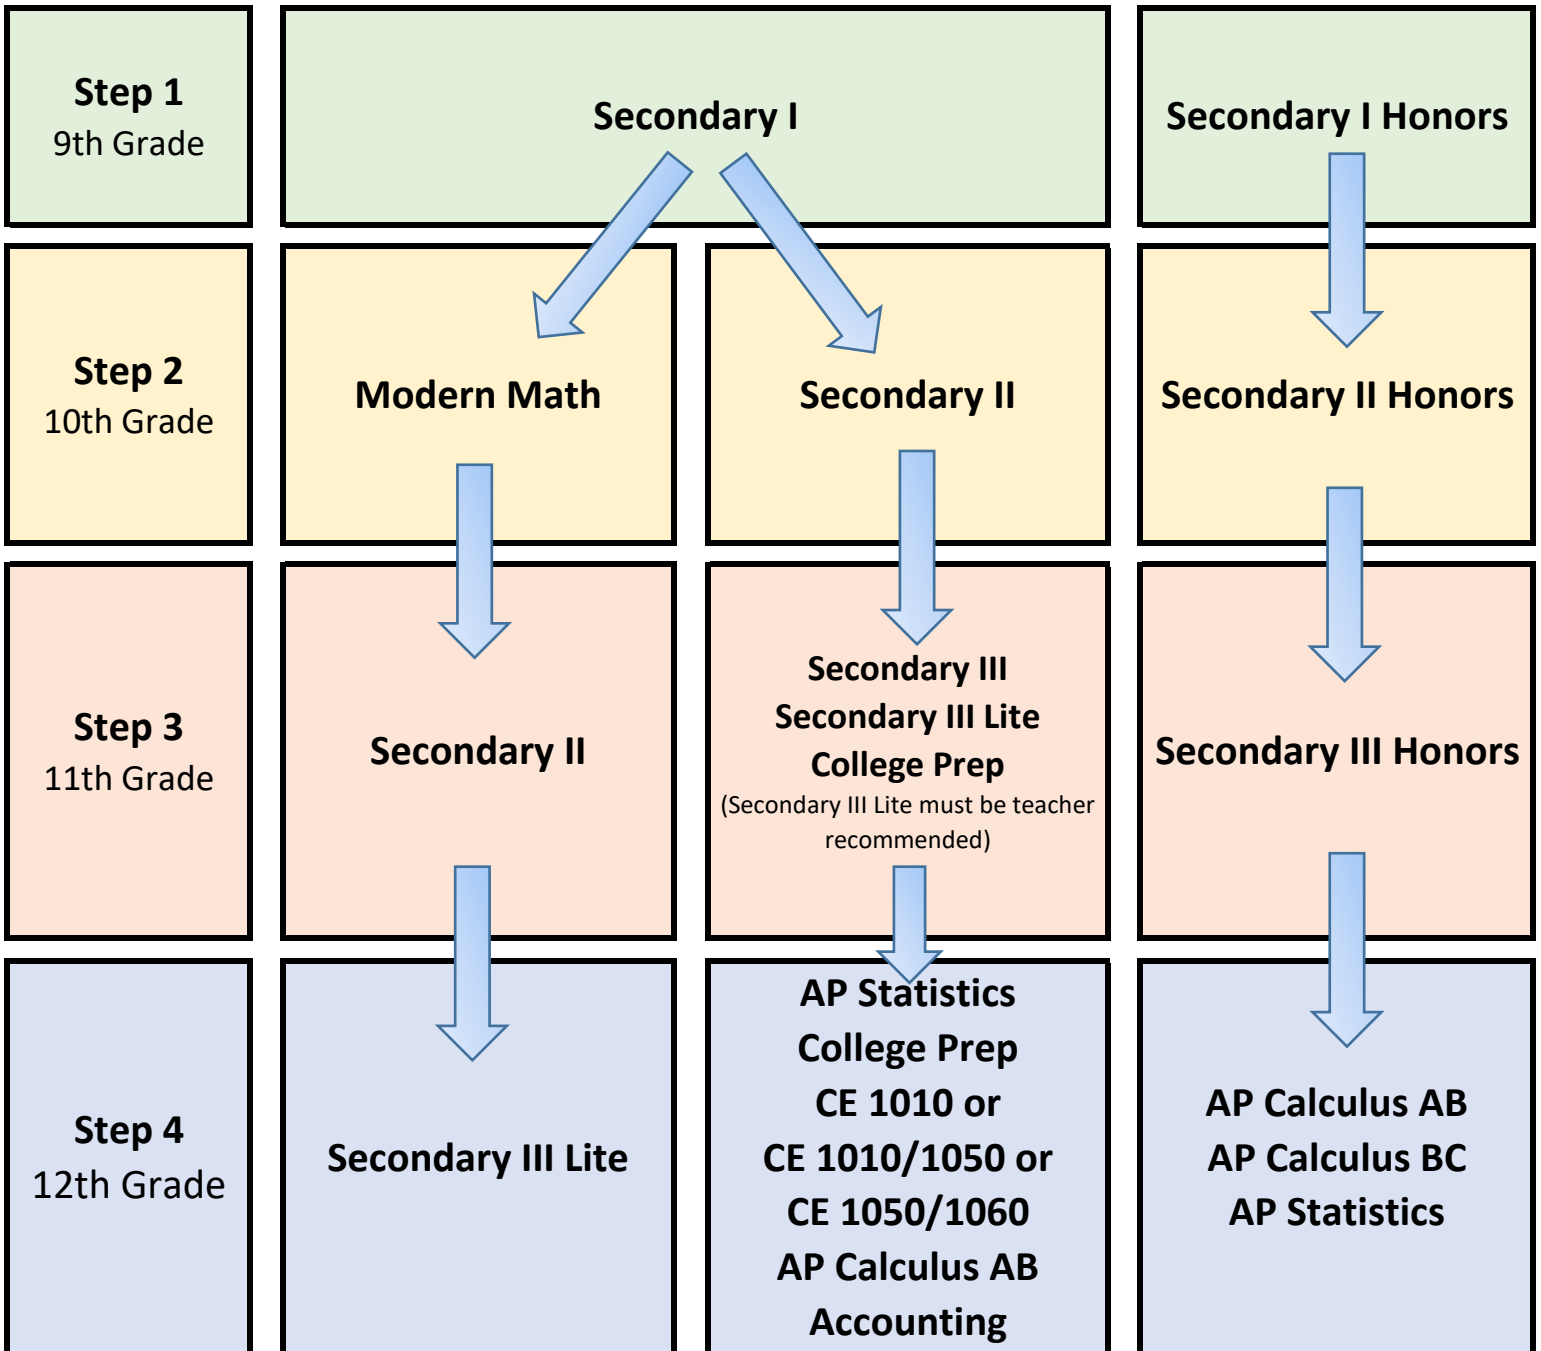 Step 1
9th Grade
Secondary I
Secondary I Honors
Step 2
10th Grade
Modern Math
Secondary II
Secondary II Honors
Step 3
11th Grade
Secondary II
Secondary III
Secondary III Lite
College Prep
(Secondary III Lite must be teacher
recommended)
Secondary III Honors
Step 4
12th Grade
Secondary III Lite
AP Statistics
College Prep
CE 1010 or
CE 1010/1050 or
CE 1050/1060
AP Calculus AB
Accounting
AP Calculus AB
AP Calculus BC
AP Statistics